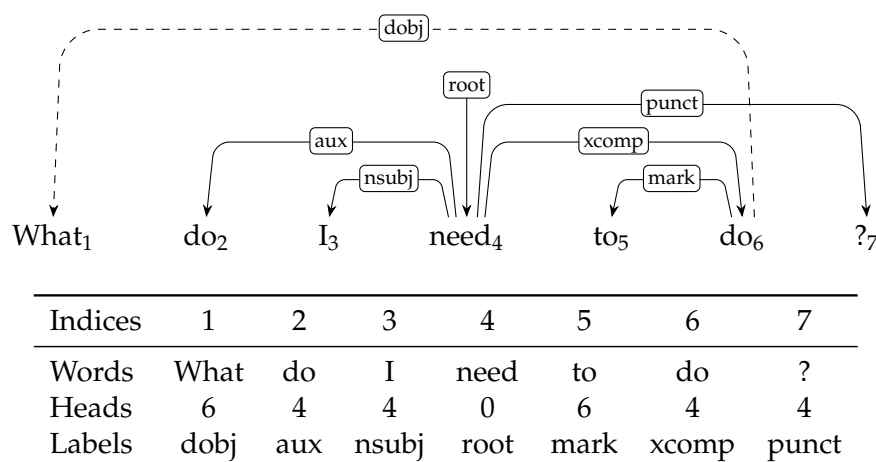 dobj
root
punct
aux xcomp
nsubj mark
What₁ do₂ I₃ need₄ to₅ do₆ ?₇
Indices 1 2 3 4 5 6 7
Words What do I need to do ?
Heads 6 4 4 0 6 4 4
Labels dobj aux nsubj root mark xcomp punct